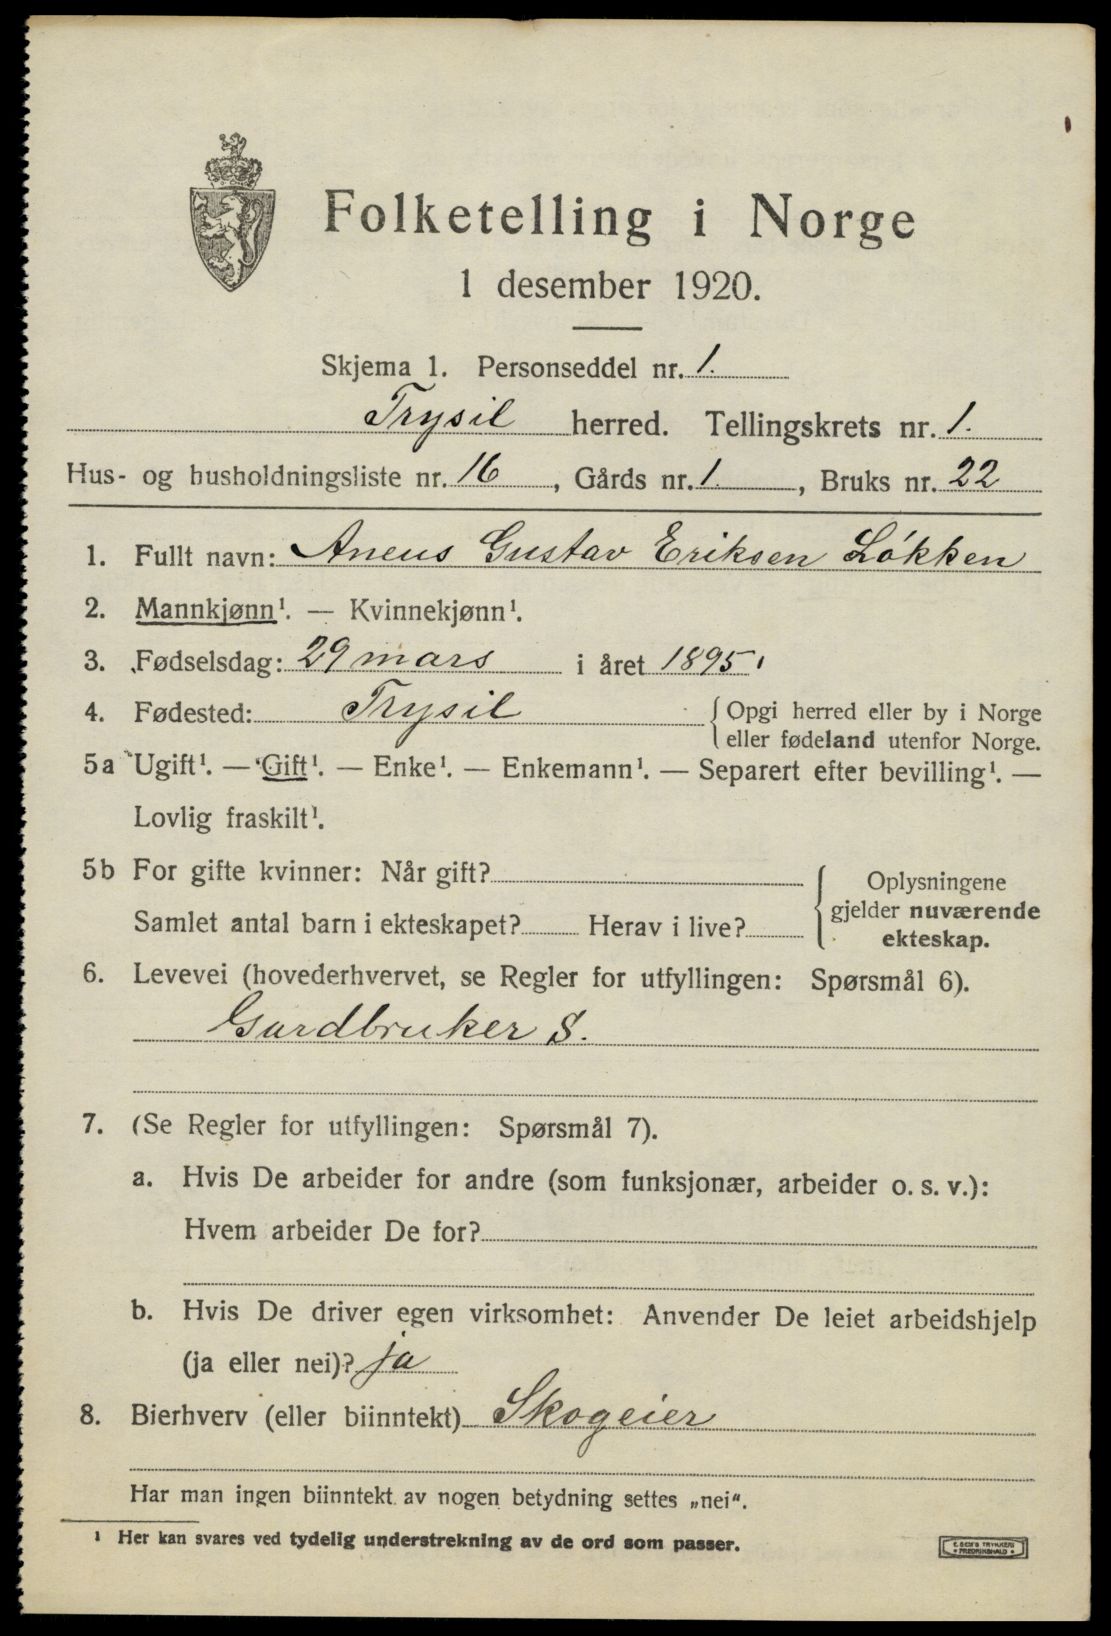 Folketelling i Norge
1 desember 1920.
Skjema 1. Personseddel nr. 1.
Trysil herred. Tellingskrets nr. 1.
Hus- og husholdningsliste nr. 16, Gårds nr. 1., Bruks nr. 22
1. Fullt navn: Aneus Gustav Eriksen Løkken
2. Mannkjønn¹. — Kvinnekjønn¹.
3. Fødselsdag: 29 mars i året 1895.
4. Fødested: Trysil {Opgi herred eller by i Norge
eller fødeland utenfor Norge.
5a Ugift¹. — Gift¹. — Enke¹. — Enkemann¹. — Separert efter bevilling¹. —
Lovlig fraskilt¹.
5b For gifte kvinner: Når gift?
Samlet antal barn i ekteskapet? Herav i live?
{Oplysningene
gjelder nuværende
ekteskap.
6. Levevei (hovederhvervet, se Regler for utfyllingen: Spørsmål 6).
Gardbruker S.
7. (Se Regler for utfyllingen: Spørsmål 7).
a. Hvis De arbeider for andre (som funksjonær, arbeider o. s. v.):
Hvem arbeider De for?
b. Hvis De driver egen virksomhet: Anvender De leiet arbeidshjelp
(ja eller nei)? ja
8. Bierhverv (eller biinntekt) Skogeier
Har man ingen biinntekt av nogen betydning settes „nei".
¹ Her kan svares ved tydelig understrekning av de ord som passer.
E. SEM'S TRYKKERI
FREDRIKSHALD